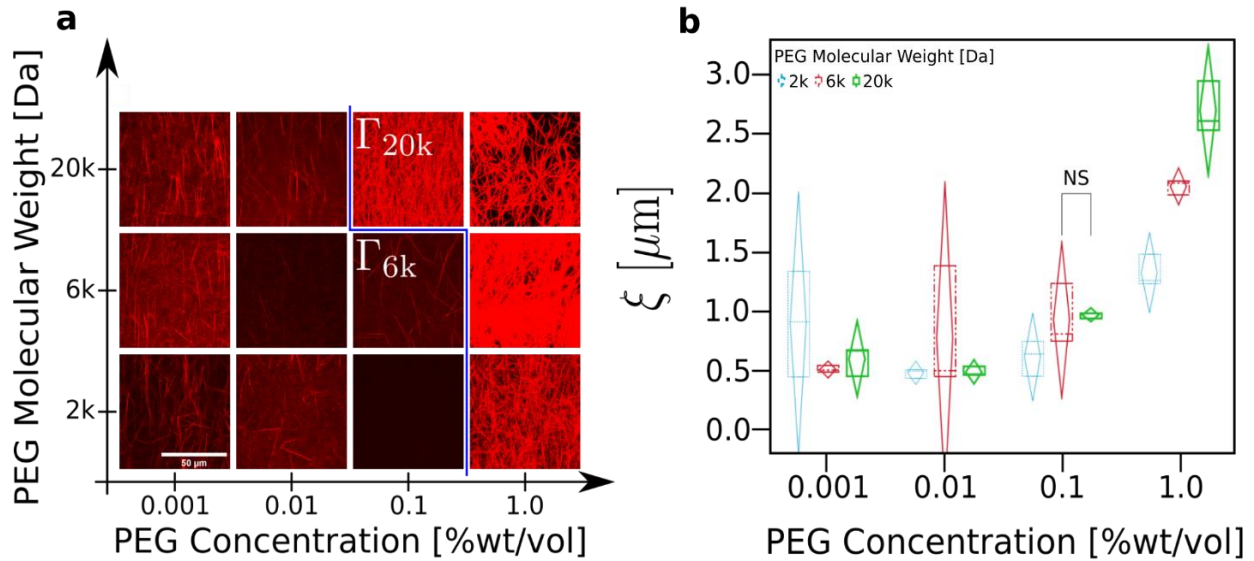 a
PEG Molecular Weight [Da]
20k
6k
2k
Γ20k
Γ6k
50 µm
0.001 0.01 0.1 1.0
PEG Concentration [%wt/vol]
b
PEG Molecular Weight [Da]
2k 6k 20k
NS
ξ [μm]
3.0
2.5
2.0
1.5
1.0
0.5
0.0
0.001 0.01 0.1 1.0
PEG Concentration [%wt/vol]